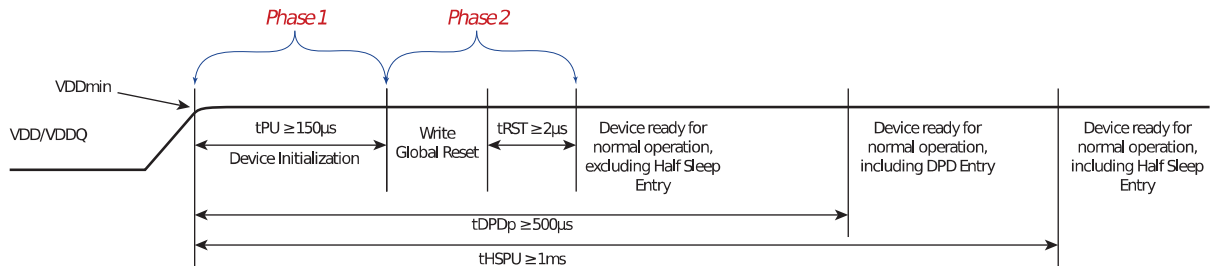 Phase 1
Phase 2
VDDmin
VDD/VDDQ
tPU ≥150µs
Device Initialization
Write
Global Reset
tRST ≥2µs
Device ready for
normal operation,
excluding Half Sleep
Entry
Device ready for
normal operation,
including DPD Entry
Device ready for
normal operation,
including Half Sleep
Entry
tDPDp ≥500µs
tHSPU ≥1ms